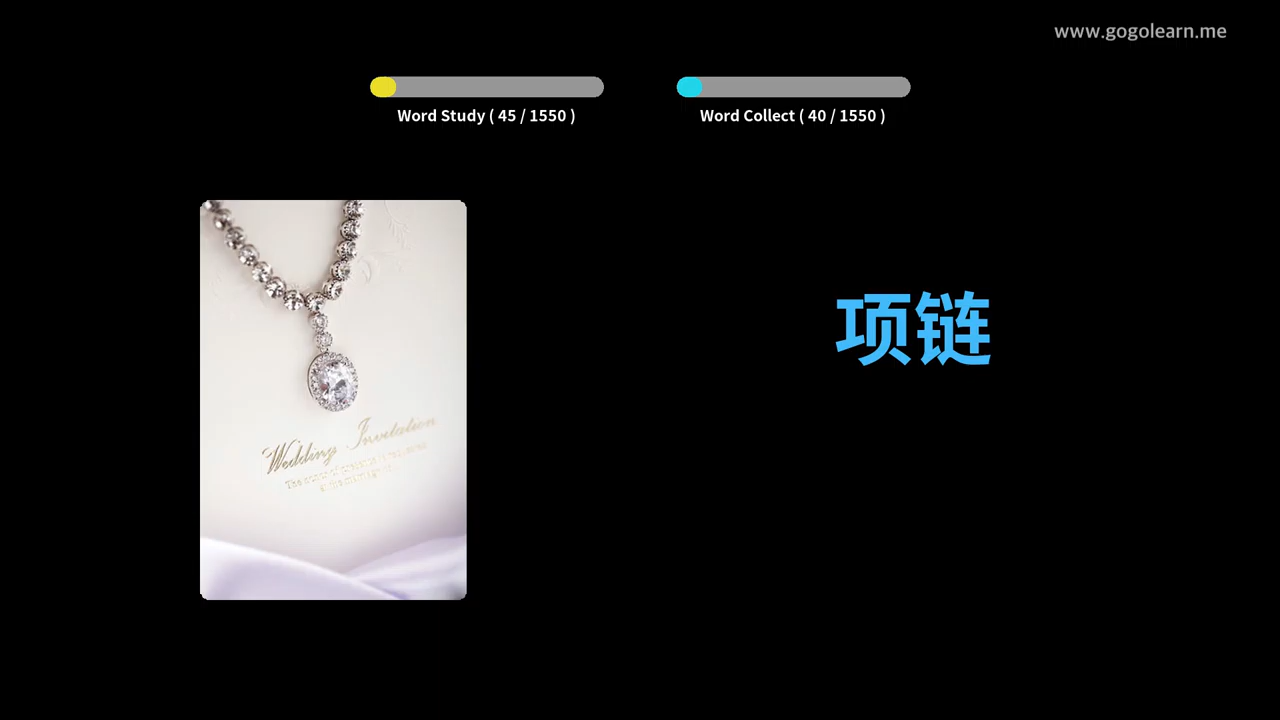 www.gogolearn.me
Word Study ( 45 / 1550 )
Word Collect ( 40 / 1550 )
项链
Wedding Invitation